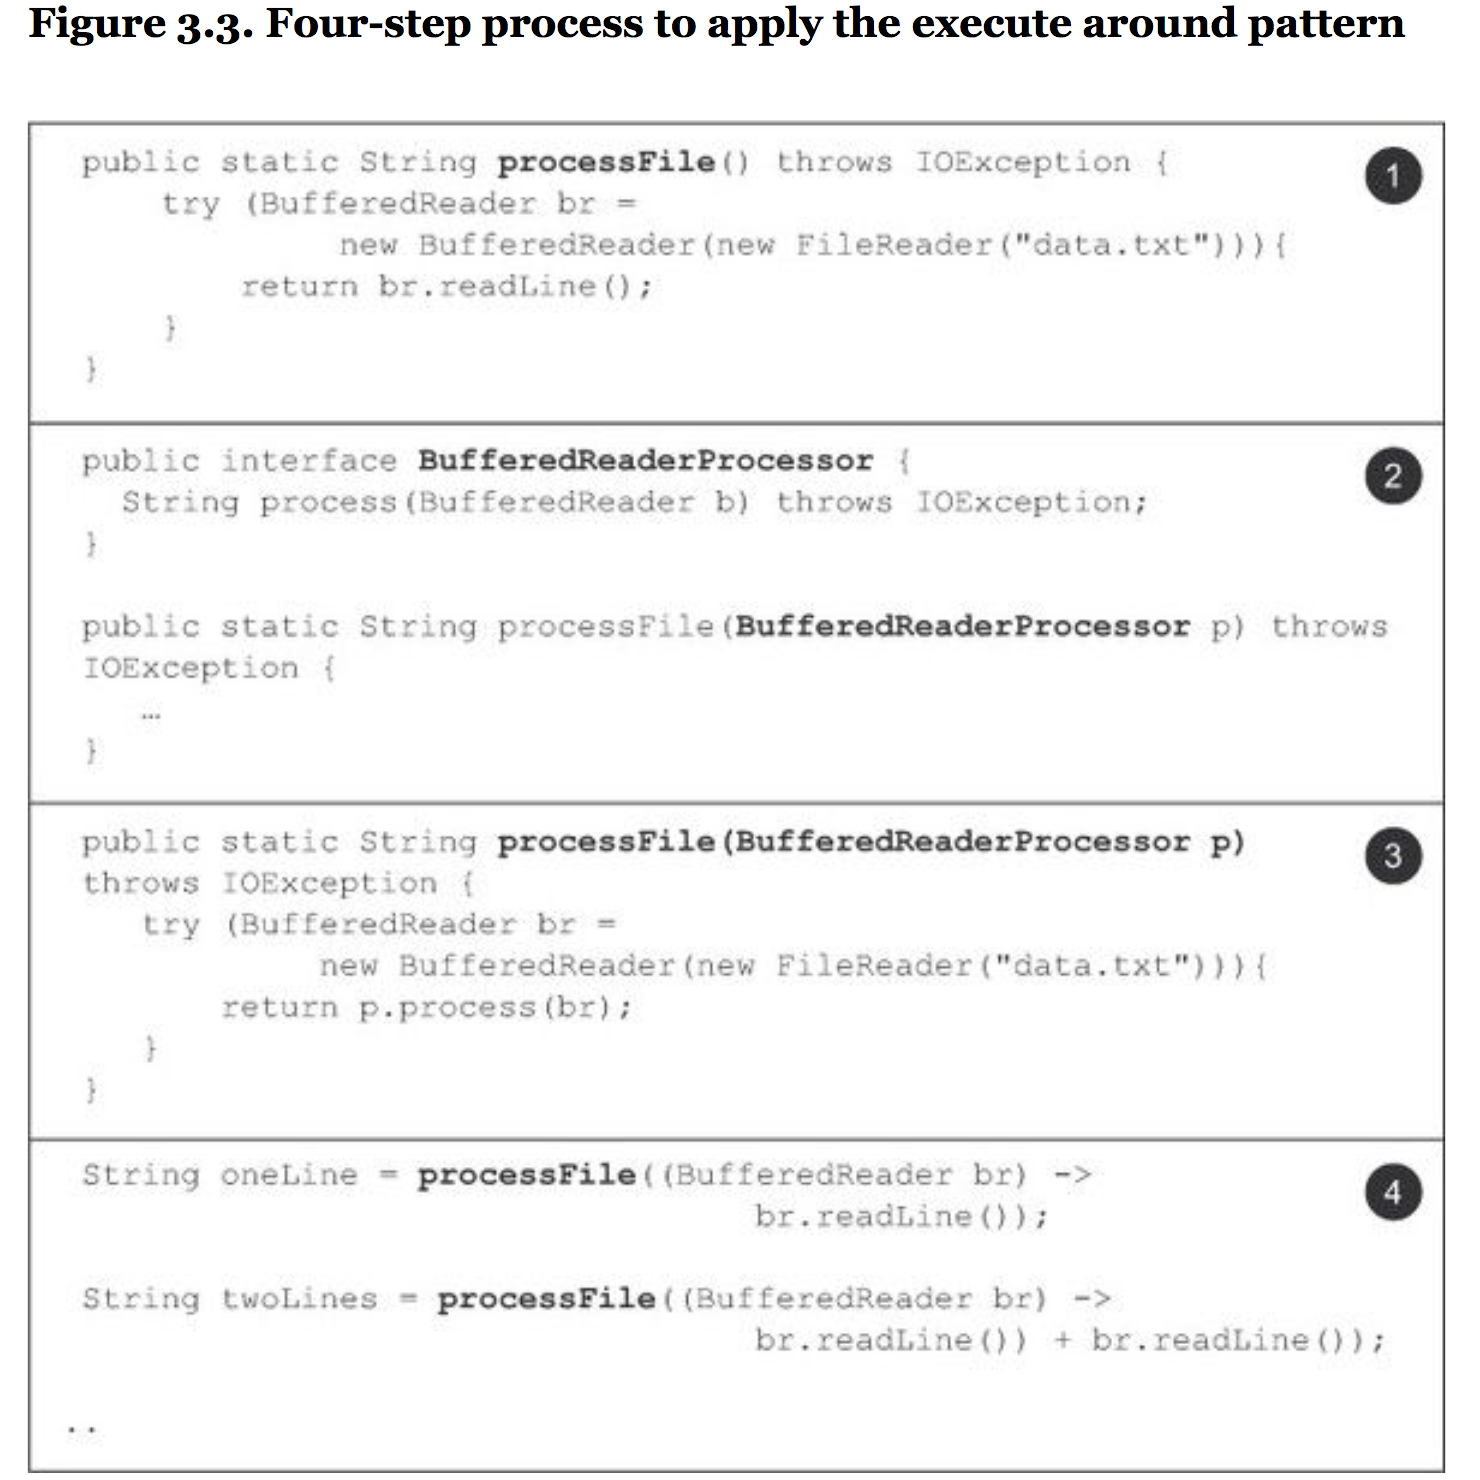 Figure 3.3. Four-step process to apply the execute around pattern
public static String processFile() throws IOException {
1
try (BufferedReader br =
new BufferedReader(new FileReader("data.txt"))){
return br.readLine();
}
}
public interface BufferedReaderProcessor {
2
String process(BufferedReader b) throws IOException;
}
public static String processFile(BufferedReaderProcessor p) throws
IOException {
…
}
public static String processFile(BufferedReaderProcessor p)
3
throws IOException {
try (BufferedReader br =
new BufferedReader(new FileReader("data.txt"))){
return p.process(br);
}
}
String oneLine = processFile((BufferedReader br) ->
4
br.readLine());
String twoLines = processFile((BufferedReader br) ->
br.readLine()) + br.readLine());
..